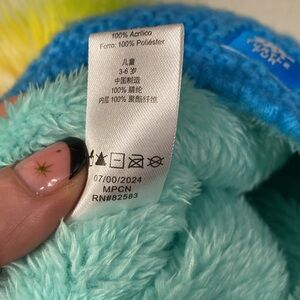 100% Acrílico
Forro: 100% Poliéster
儿童
3-6 岁
中国制造
100% 腈纶
内层 100% 聚酯纤维
07/00/2024
MPCN
RN#82583